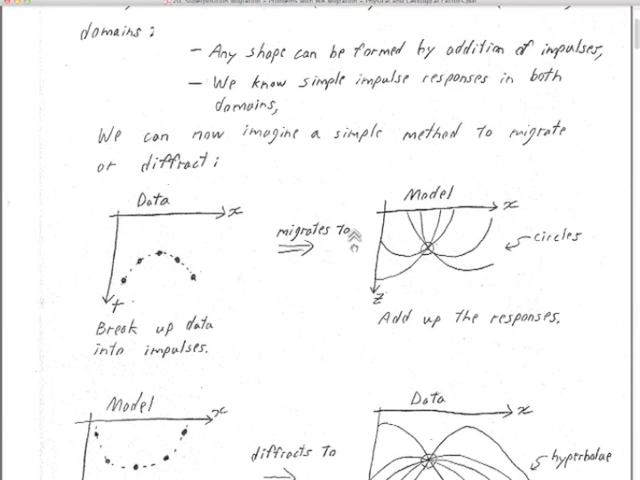 domains:
- Any shape can be formed by addition of impulses,
- We know simple impulse responses in both
domains,
We can now imagine a simple method to migrate
or diffract:
Data
x
t
migrates to
Model
x
z
circles
Break up data
into impulses.
Add up the responses.
Model
x
diffracts to
Data
x
hyperbolae